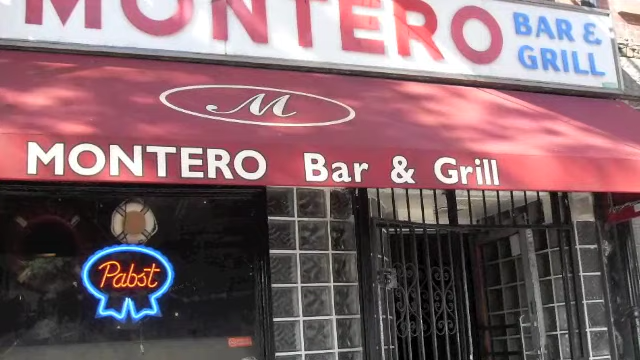 MONTERO
BAR &
GRILL
M
MONTERO Bar & Grill
Pabst